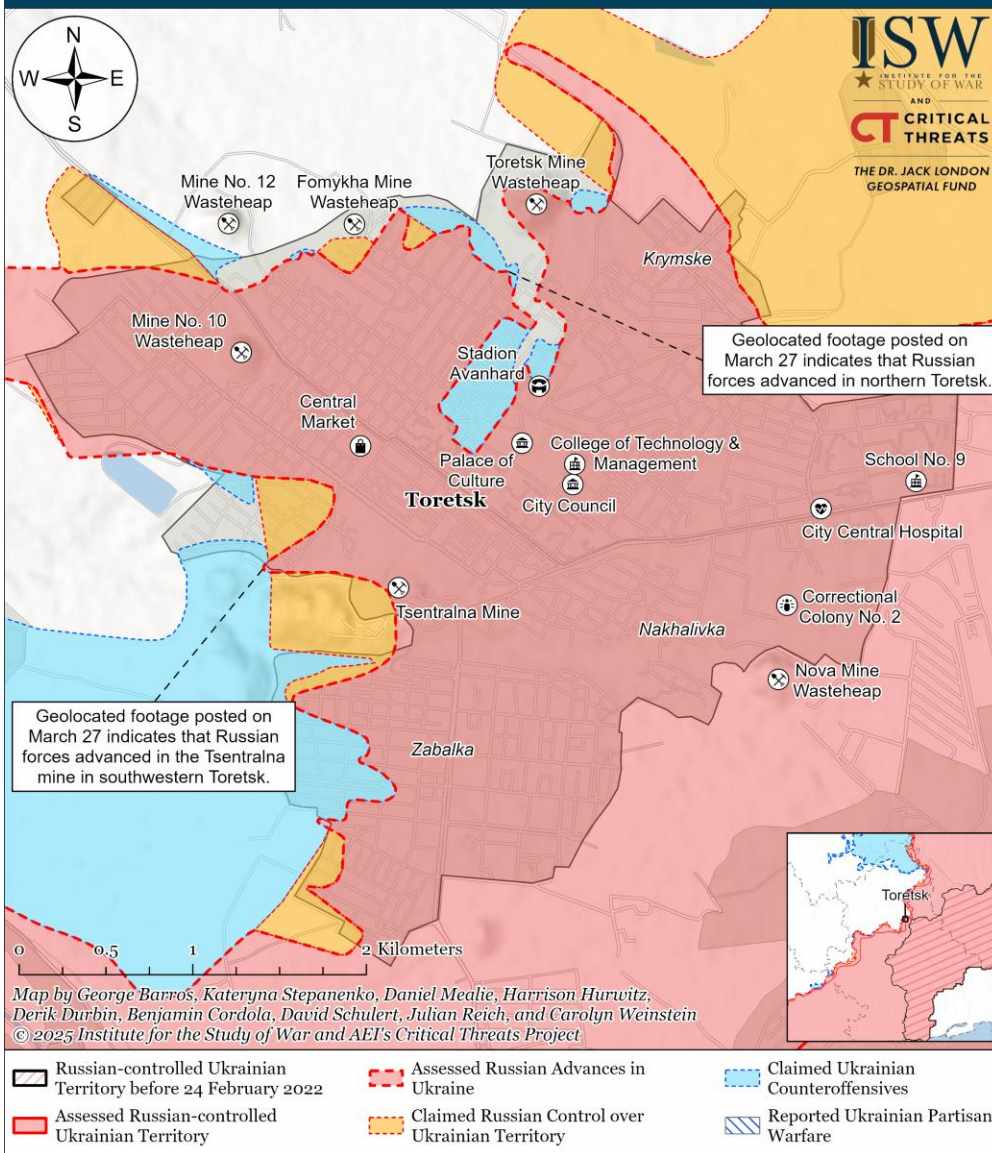 N
W
E
S
ISW
INSTITUTE FOR THE
STUDY OF WAR
AND
CT CRITICAL
THREATS
THE DR. JACK LONDON
GEOSPATIAL FUND
Mine No. 12
Wasteheap
Fomykha Mine
Wasteheap
Toretsk Mine
Wasteheap
Krymske
Mine No. 10
Wasteheap
Geolocated footage posted on
March 27 indicates that Russian
forces advanced in northern Toretsk.
Stadion
Avanhard
Central
Market
Palace of
Culture
College of Technology &
Management
School No. 9
Toretsk
City Council
City Central Hospital
Tsentralna Mine
Correctional
Colony No. 2
Nakhalivka
Nova Mine
Wasteheap
Geolocated footage posted on
March 27 indicates that Russian
forces advanced in the Tsentralna
mine in southwestern Toretsk.
Zabalka
Toretsk
0 0.5 1 2 Kilometers
Map by George Barros, Kateryna Stepanenko, Daniel Mealie, Harrison Hurwitz,
Derik Durbin, Benjamin Cordola, David Schulert, Julian Reich, and Carolyn Weinstein
© 2025 Institute for the Study of War and AEI's Critical Threats Project
Russian-controlled Ukrainian
Territory before 24 February 2022
Assessed Russian-controlled
Ukrainian Territory
Assessed Russian Advances in
Ukraine
Claimed Russian Control over
Ukrainian Territory
Claimed Ukrainian
Counteroffensives
Reported Ukrainian Partisan
Warfare